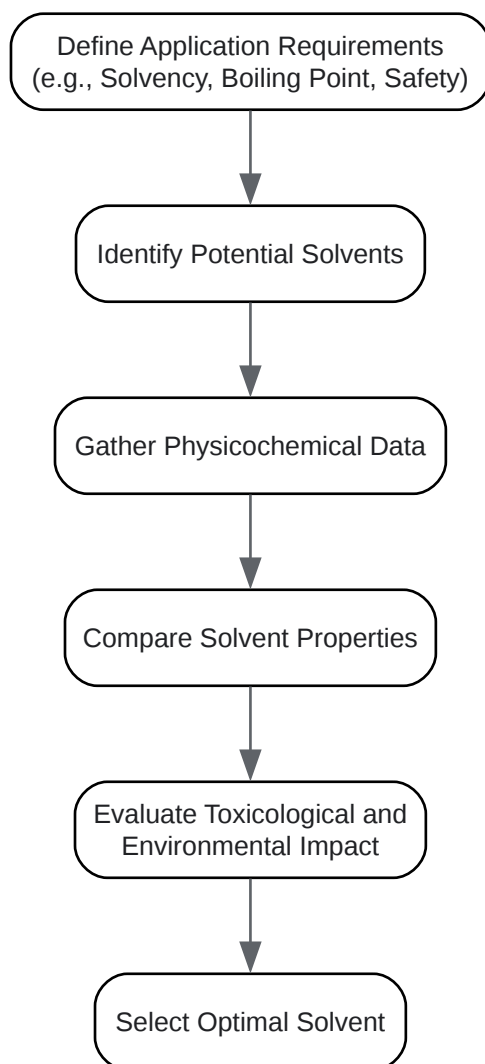 Define Application Requirements
(e.g., Solvency, Boiling Point, Safety)
Identify Potential Solvents
Gather Physicochemical Data
Compare Solvent Properties
Evaluate Toxicological and
Environmental Impact
Select Optimal Solvent